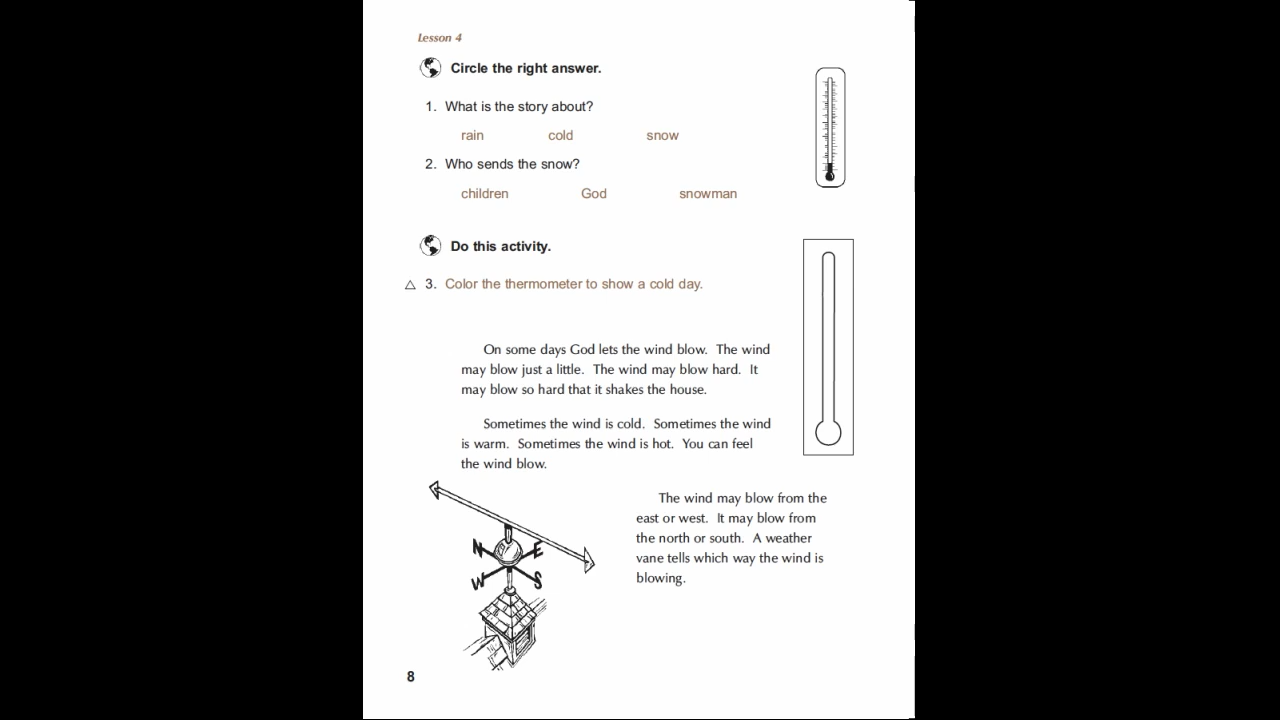 Lesson 4
Circle the right answer.
1. What is the story about?
rain cold snow
2. Who sends the snow?
children God snowman
Do this activity.
3. Color the thermometer to show a cold day.
On some days God lets the wind blow. The wind
may blow just a little. The wind may blow hard. It
may blow so hard that it shakes the house.
Sometimes the wind is cold. Sometimes the wind
is warm. Sometimes the wind is hot. You can feel
the wind blow.
The wind may blow from the
east or west. It may blow from
the north or south. A weather
vane tells which way the wind is
blowing.
N E
W S
8